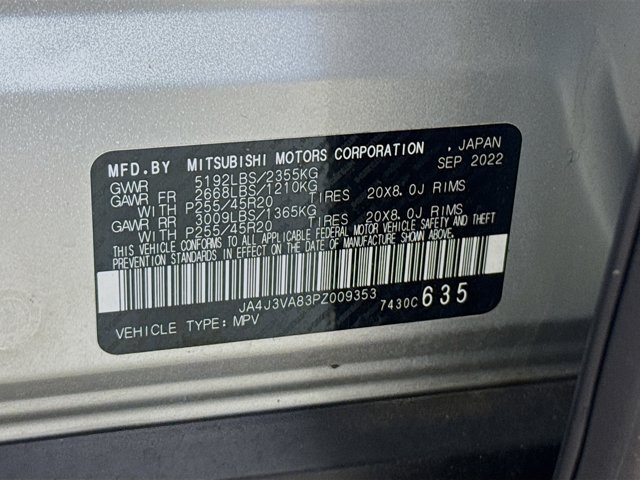 MFD.BY MITSUBISHI MOTORS CORPORATION , JAPAN
SEP 2022
GVWR 5192LBS/2355KG
GAWR FR 2668LBS/1210KG
WITH P255/45R20 TIRES 20X8.0J RIMS
GAWR RR 3009LBS/1365KG
WITH P255/45R20 TIRES 20X8.0J RIMS
THIS VEHICLE CONFORMS TO ALL APPLICABLE FEDERAL MOTOR VEHICLE SAFETY AND THEFT
PREVENTION STANDARDS IN EFFECT ON THE DATE OF MANUFACTURE SHOWN ABOVE.
JA4J3VA83PZ009353
7430C 635
VEHICLE TYPE: MPV